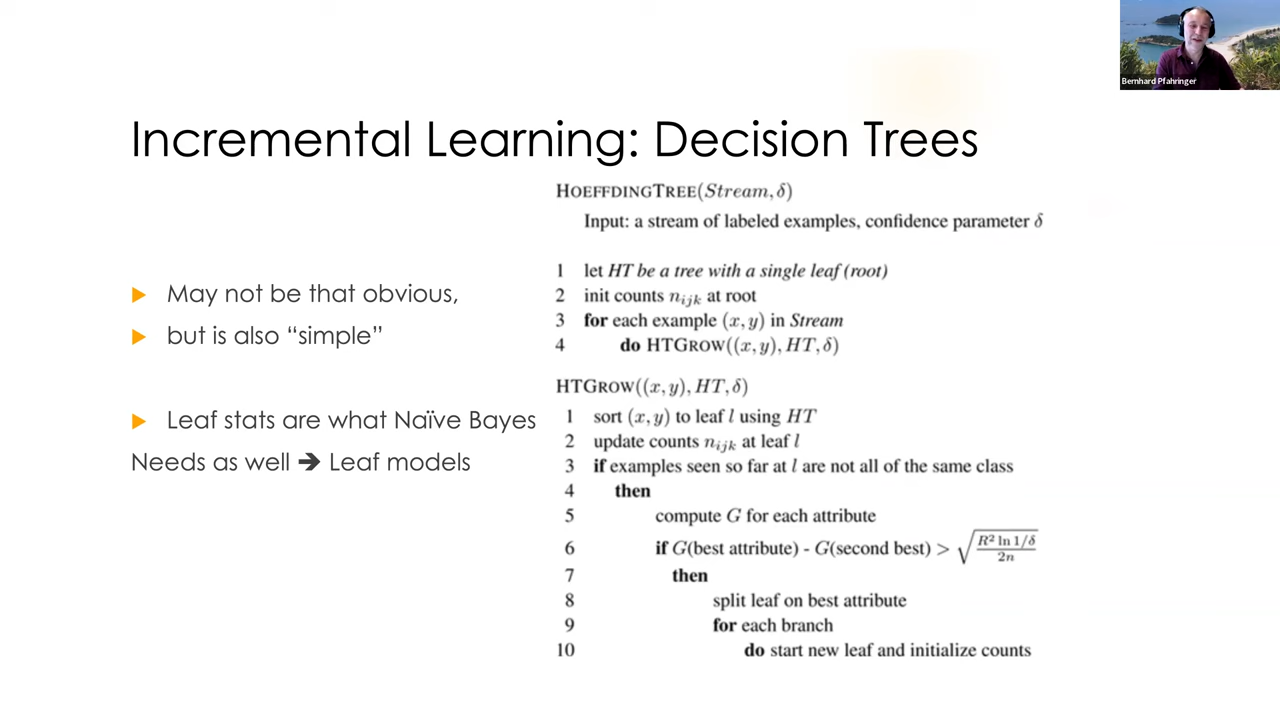 Bernhard Pfahringer
Incremental Learning: Decision Trees
May not be that obvious,
but is also “simple”
Leaf stats are what Naïve Bayes
Needs as well ➔ Leaf models
HOEFFDINGTREE(Stream, δ)
Input: a stream of labeled examples, confidence parameter δ
1 let HT be a tree with a single leaf (root)
2 init counts nijk at root
3 for each example (x, y) in Stream
4 do HTGROW((x, y), HT, δ)
HTGROW((x, y), HT, δ)
1 sort (x, y) to leaf l using HT
2 update counts nijk at leaf l
3 if examples seen so far at l are not all of the same class
4 then
5 compute G for each attribute
6 if G(best attribute) - G(second best) > √(R² ln 1/δ / 2n)
7 then
8 split leaf on best attribute
9 for each branch
10 do start new leaf and initialize counts